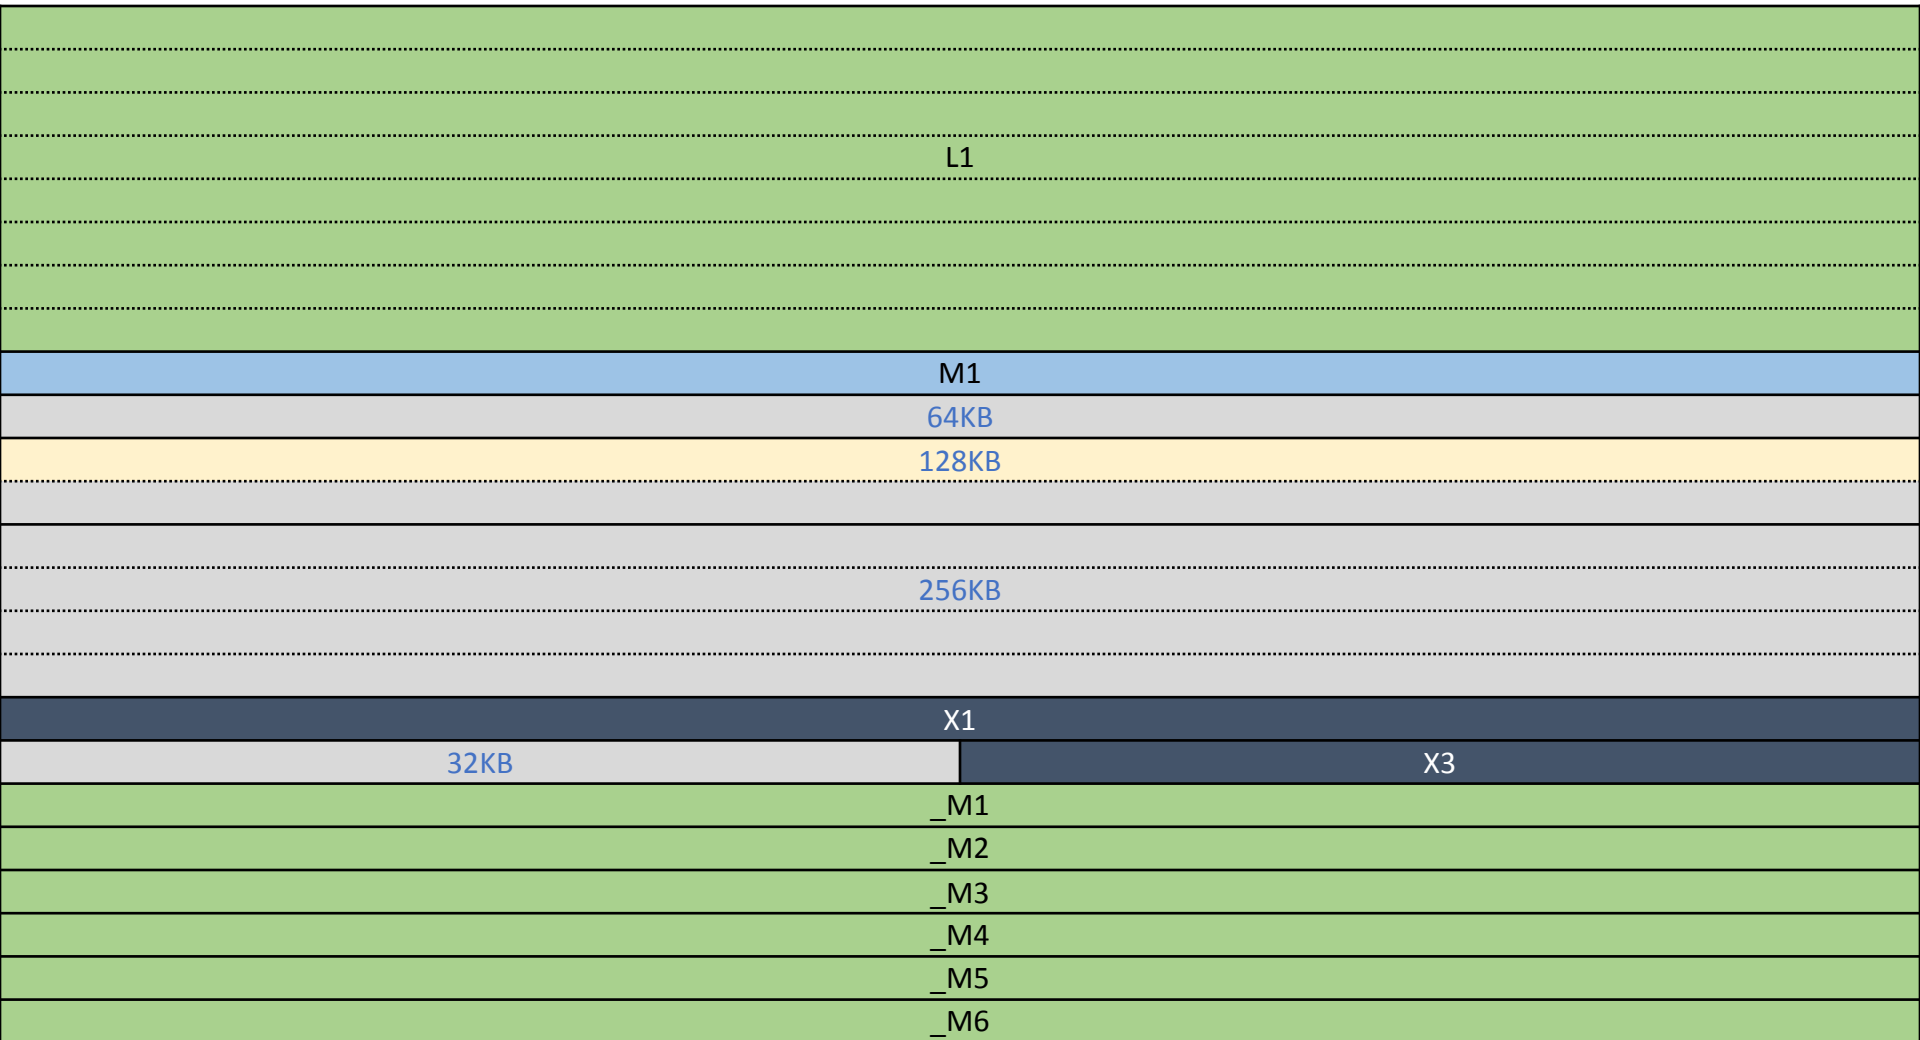 L1
M1
64KB
128KB
256KB
X1
32KB
X3
_M1
_M2
_M3
_M4
_M5
_M6